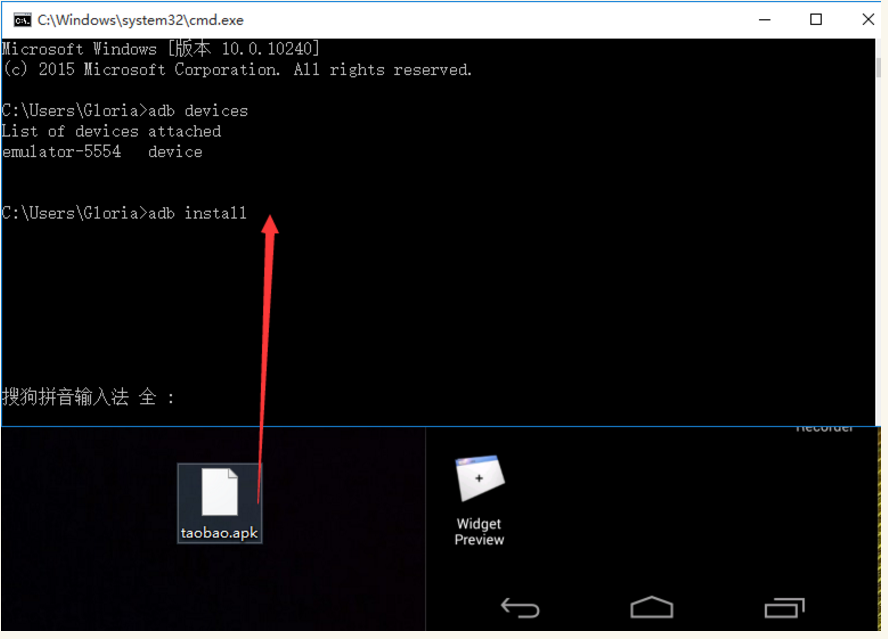 C:\Windows\system32\cmd.exe
Microsoft Windows [版本 10.0.10240]
(c) 2015 Microsoft Corporation. All rights reserved.
C:\Users\Gloria>adb devices
List of devices attached
emulator-5554 device
C:\Users\Gloria>adb install
搜狗拼音输入法 全 :
Recorder
taobao.apk
Widget
Preview